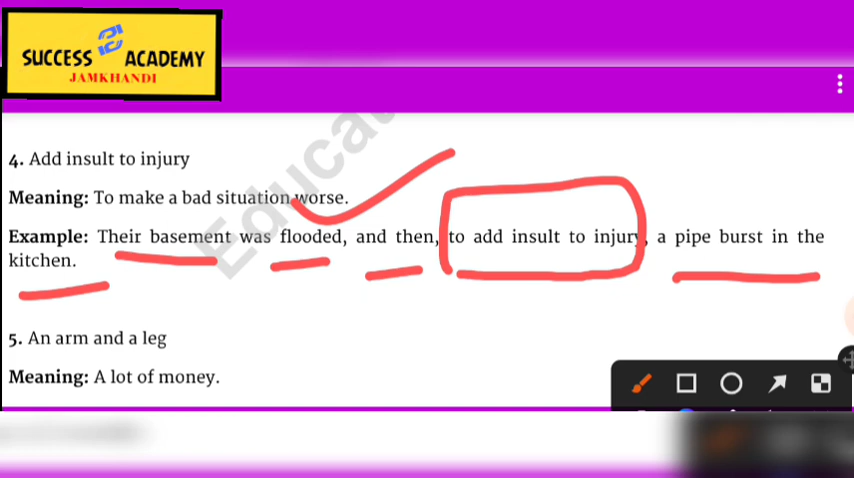 SUCCESS ACADEMY
JAMKHANDI
4. Add insult to injury
Meaning: To make a bad situation worse.
Example: Their basement was flooded, and then, to add insult to injury, a pipe burst in the
kitchen.
5. An arm and a leg
Meaning: A lot of money.